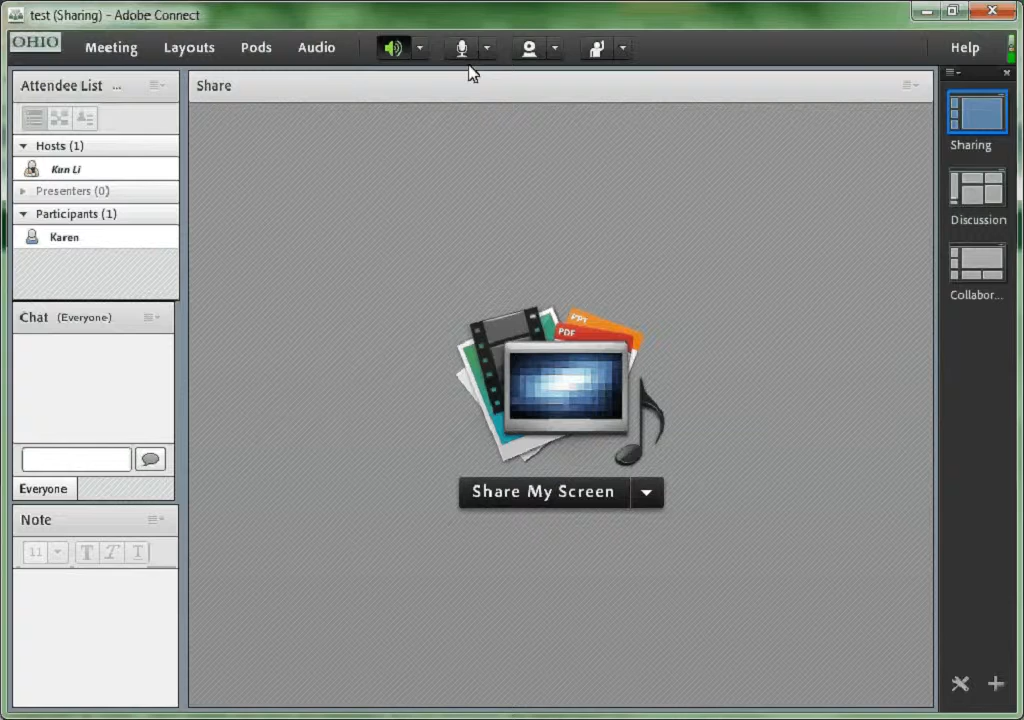 test (Sharing) - Adobe Connect
OHIO
Meeting Layouts Pods Audio Help
Attendee List ...
Hosts (1)
Kun Li
Presenters (0)
Participants (1)
Karen
Chat (Everyone)
Everyone
Note
11 T T T
Share
PPT
PDF
Share My Screen
Sharing
Discussion
Collabor...